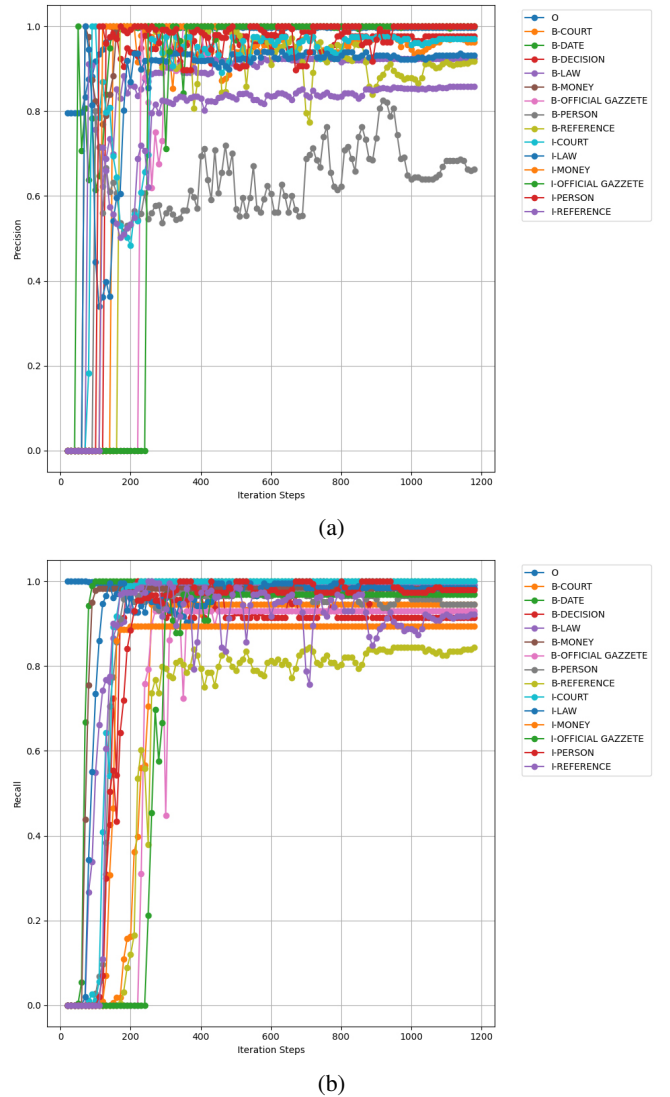 1.0
0.8
0.6
0.4
0.2
0.0
Precision
0
200
400
600
800
1000
1200
Iteration Steps
O
B-COURT
B-DATE
B-DECISION
B-LAW
B-MONEY
B-OFFICIAL GAZZETE
B-PERSON
B-REFERENCE
I-COURT
I-LAW
I-MONEY
I-OFFICIAL GAZZETE
I-PERSON
I-REFERENCE
(a)
1.0
0.8
0.6
0.4
0.2
0.0
Recall
0
200
400
600
800
1000
1200
Iteration Steps
O
B-COURT
B-DATE
B-DECISION
B-LAW
B-MONEY
B-OFFICIAL GAZZETE
B-PERSON
B-REFERENCE
I-COURT
I-LAW
I-MONEY
I-OFFICIAL GAZZETE
I-PERSON
I-REFERENCE
(b)